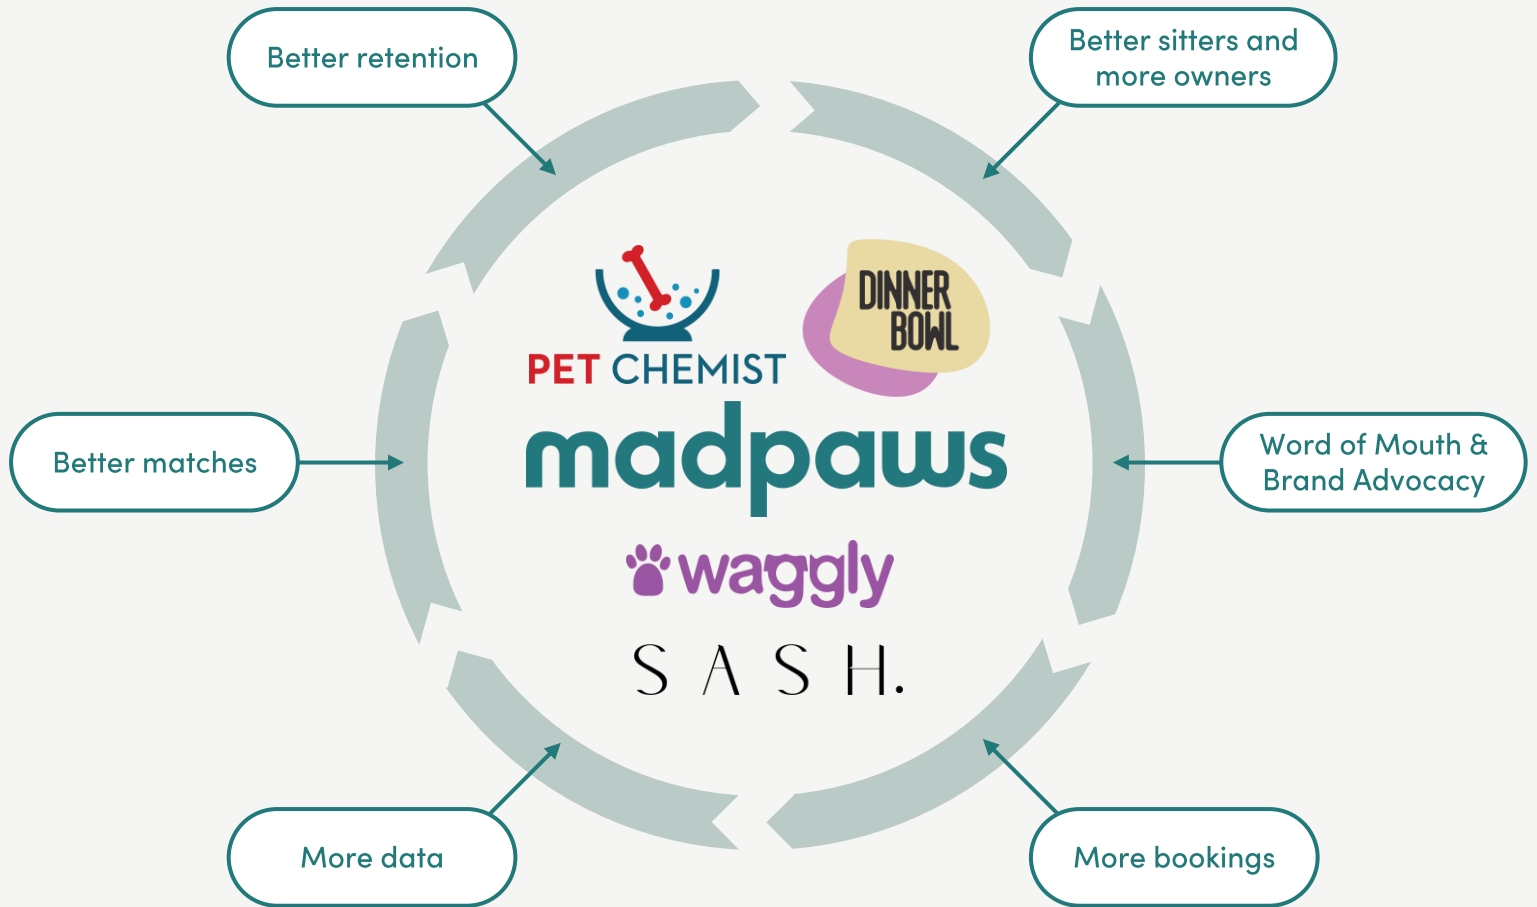 Better retention
Better sitters and
more owners
PET CHEMIST
DINNER
BOWL
madpaws
Better matches
Word of Mouth &
Brand Advocacy
waggly
SASH.
More data
More bookings